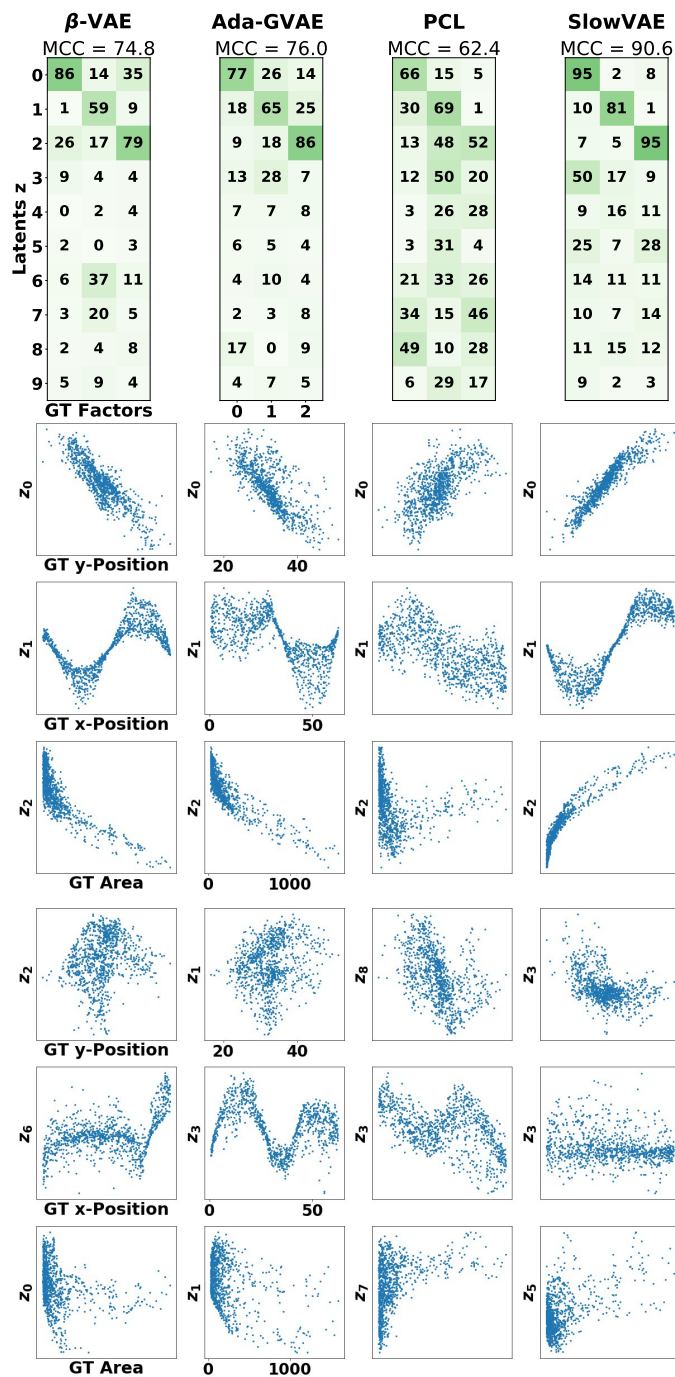 β-VAE Ada-GVAE PCL SlowVAE
MCC = 74.8 MCC = 76.0 MCC = 62.4 MCC = 90.6
0 86 14 35 77 26 14 66 15 5 95 2 8
1 1 59 9 18 65 25 30 69 1 10 81 1
2 26 17 79 9 18 86 13 48 52 7 5 95
3 9 4 4 13 28 7 12 50 20 50 17 9
4 0 2 4 7 7 8 3 26 28 9 16 11
5 2 0 3 6 5 4 3 31 4 25 7 28
6 6 37 11 4 10 4 21 33 26 14 11 11
7 3 20 5 2 3 8 34 15 46 10 7 14
8 2 4 8 17 0 9 49 10 28 11 15 12
9 5 9 4 4 7 5 6 29 17 9 2 3
Latents z
GT Factors 0 1 2
z0 z0 z0 z0
20 40
GT y-Position
z1 z1 z1 z1
GT x-Position 0 50
z2 z2 z2 z2
GT Area 0 1000
z2 z1 z8 z3
GT y-Position 20 40
z6 z3 z3 z3
GT x-Position 0 50
z0 z1 z7 z5
GT Area 0 1000